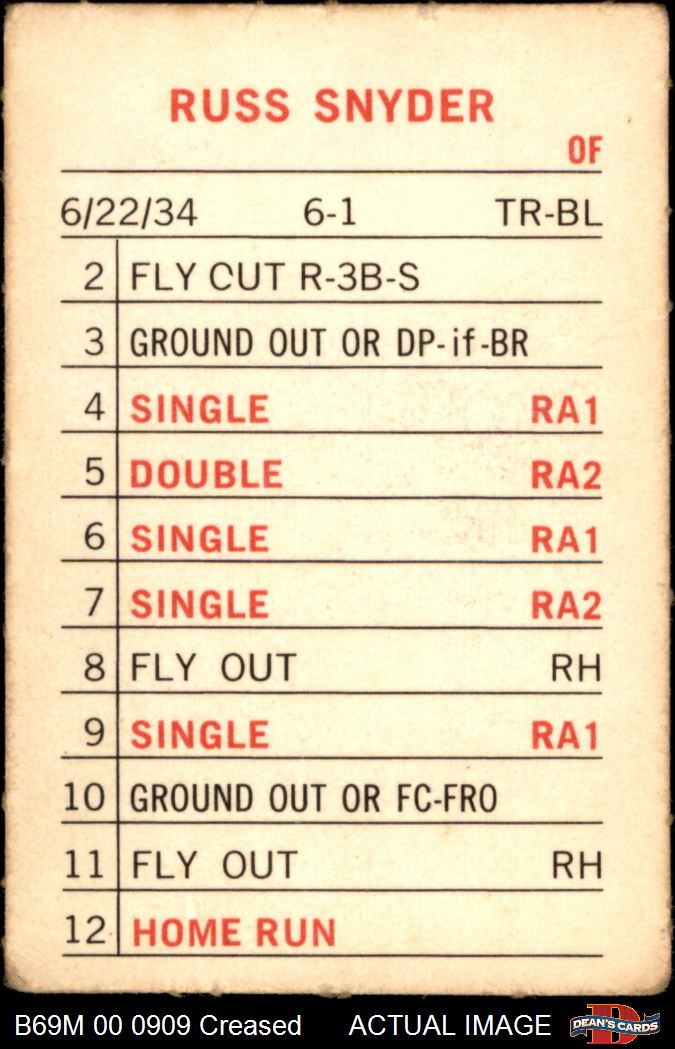 RUSS SNYDER
OF
6/22/34 6-1 TR-BL
2 FLY OUT R-3B-S
3 GROUND OUT OR DP-if-BR
4 SINGLE RA1
5 DOUBLE RA2
6 SINGLE RA1
7 SINGLE RA2
8 FLY OUT RH
9 SINGLE RA1
10 GROUND OUT OR FC-FRO
11 FLY OUT RH
12 HOME RUN
B69M 00 0909 Creased ACTUAL IMAGE D DEAN'S CARDS